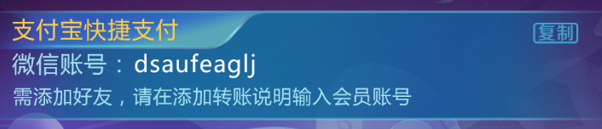 支付宝快捷支付
复制
微信账号：dsaufeaglj
需添加好友，请在添加转账说明输入会员账号